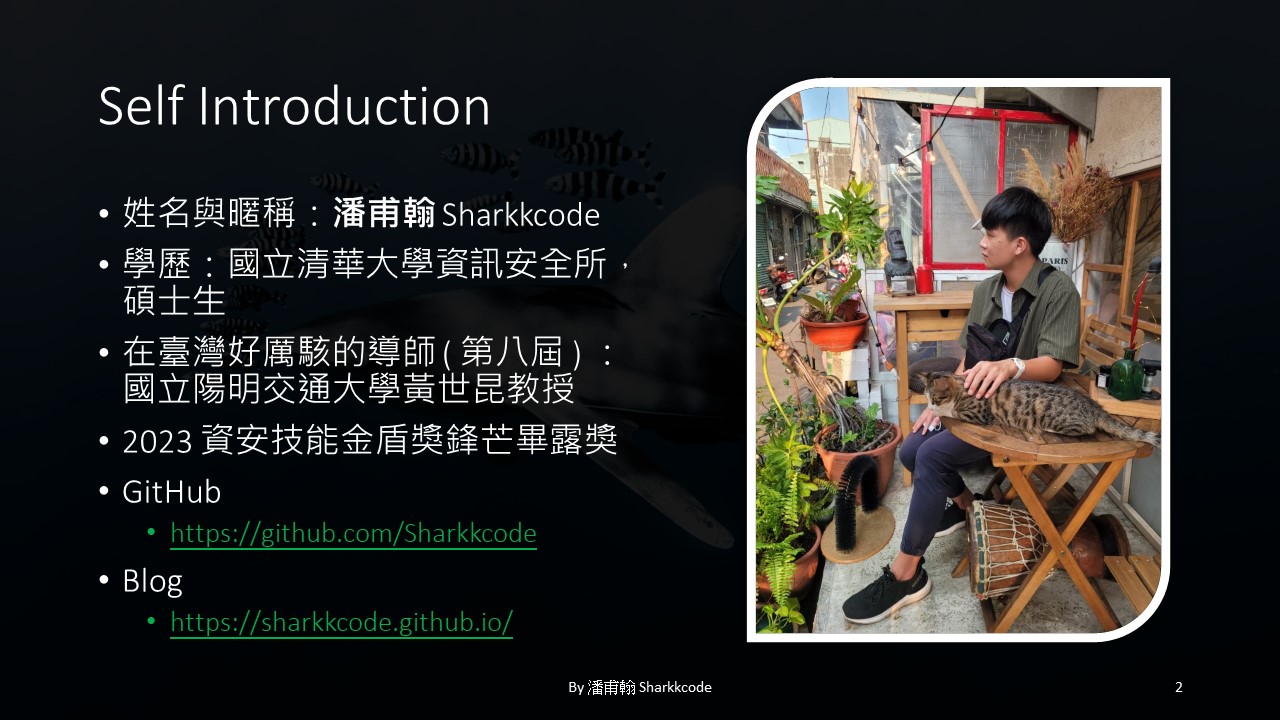 Self Introduction
• 姓名與暱稱：潘甫翰 Sharkkcode
• 學歷：國立清華大學資訊安全所，
碩士生
• 在臺灣好厲駭的導師 ( 第八屆 ) ：
國立陽明交通大學黃世昆教授
• 2023 資安技能金盾獎鋒芒畢露獎
• GitHub
• https://github.com/Sharkkcode
• Blog
• https://sharkkcode.github.io/
PARIS
By 潘甫翰 Sharkkcode
2